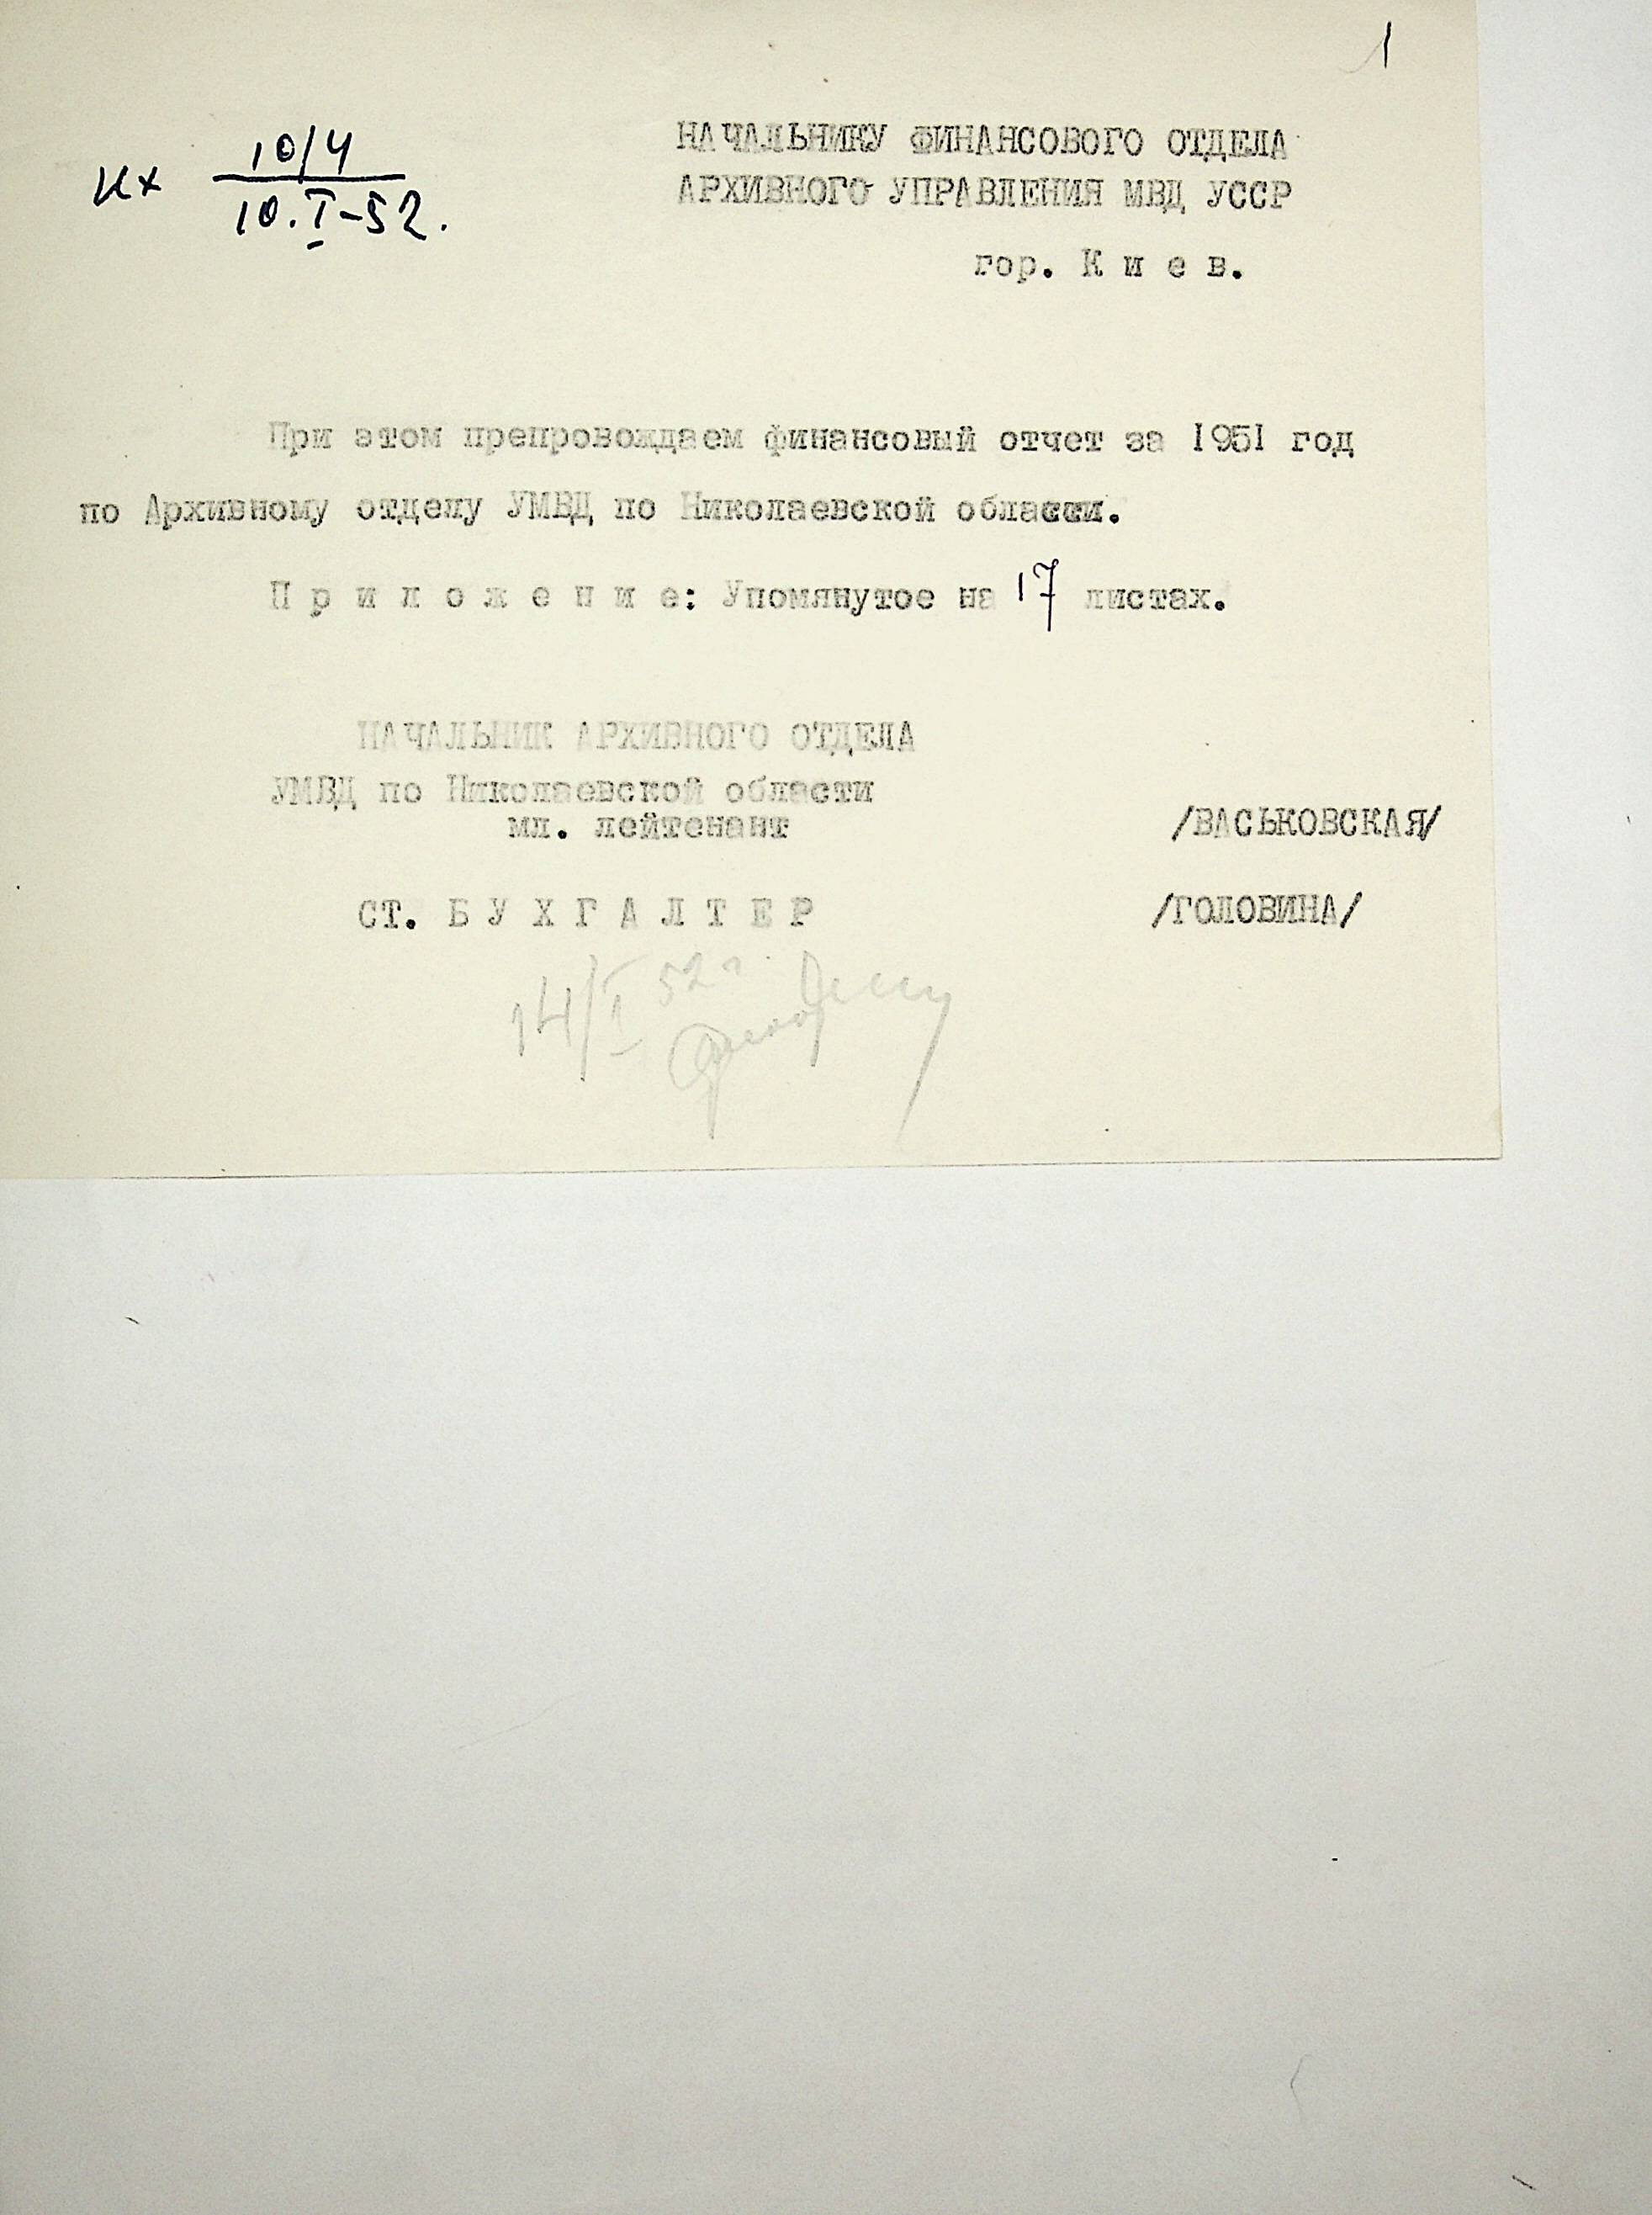 1
Их 10/4
10.I-52.
НАЧАЛЬНИКУ ФИНАНСОВОГО ОТДЕЛА
АРХИВНОГО УПРАВЛЕНИЯ МВД УССР
гор. К и е в.
При этом препровождаем финансовый отчет за 1951 год
по Архивному отделу УМВД по Николаевской области.
П р и л о ж е н и е: Упомянутое на 17 листах.
НАЧАЛЬНИК АРХИВНОГО ОТДЕЛА
УМВД по Николаевской области
мл. лейтенант
/ВАСЬКОВСКАЯ/
СТ. Б У Х Г А Л Т Е Р
/ГОЛОВИНА/
14/I 52 г.